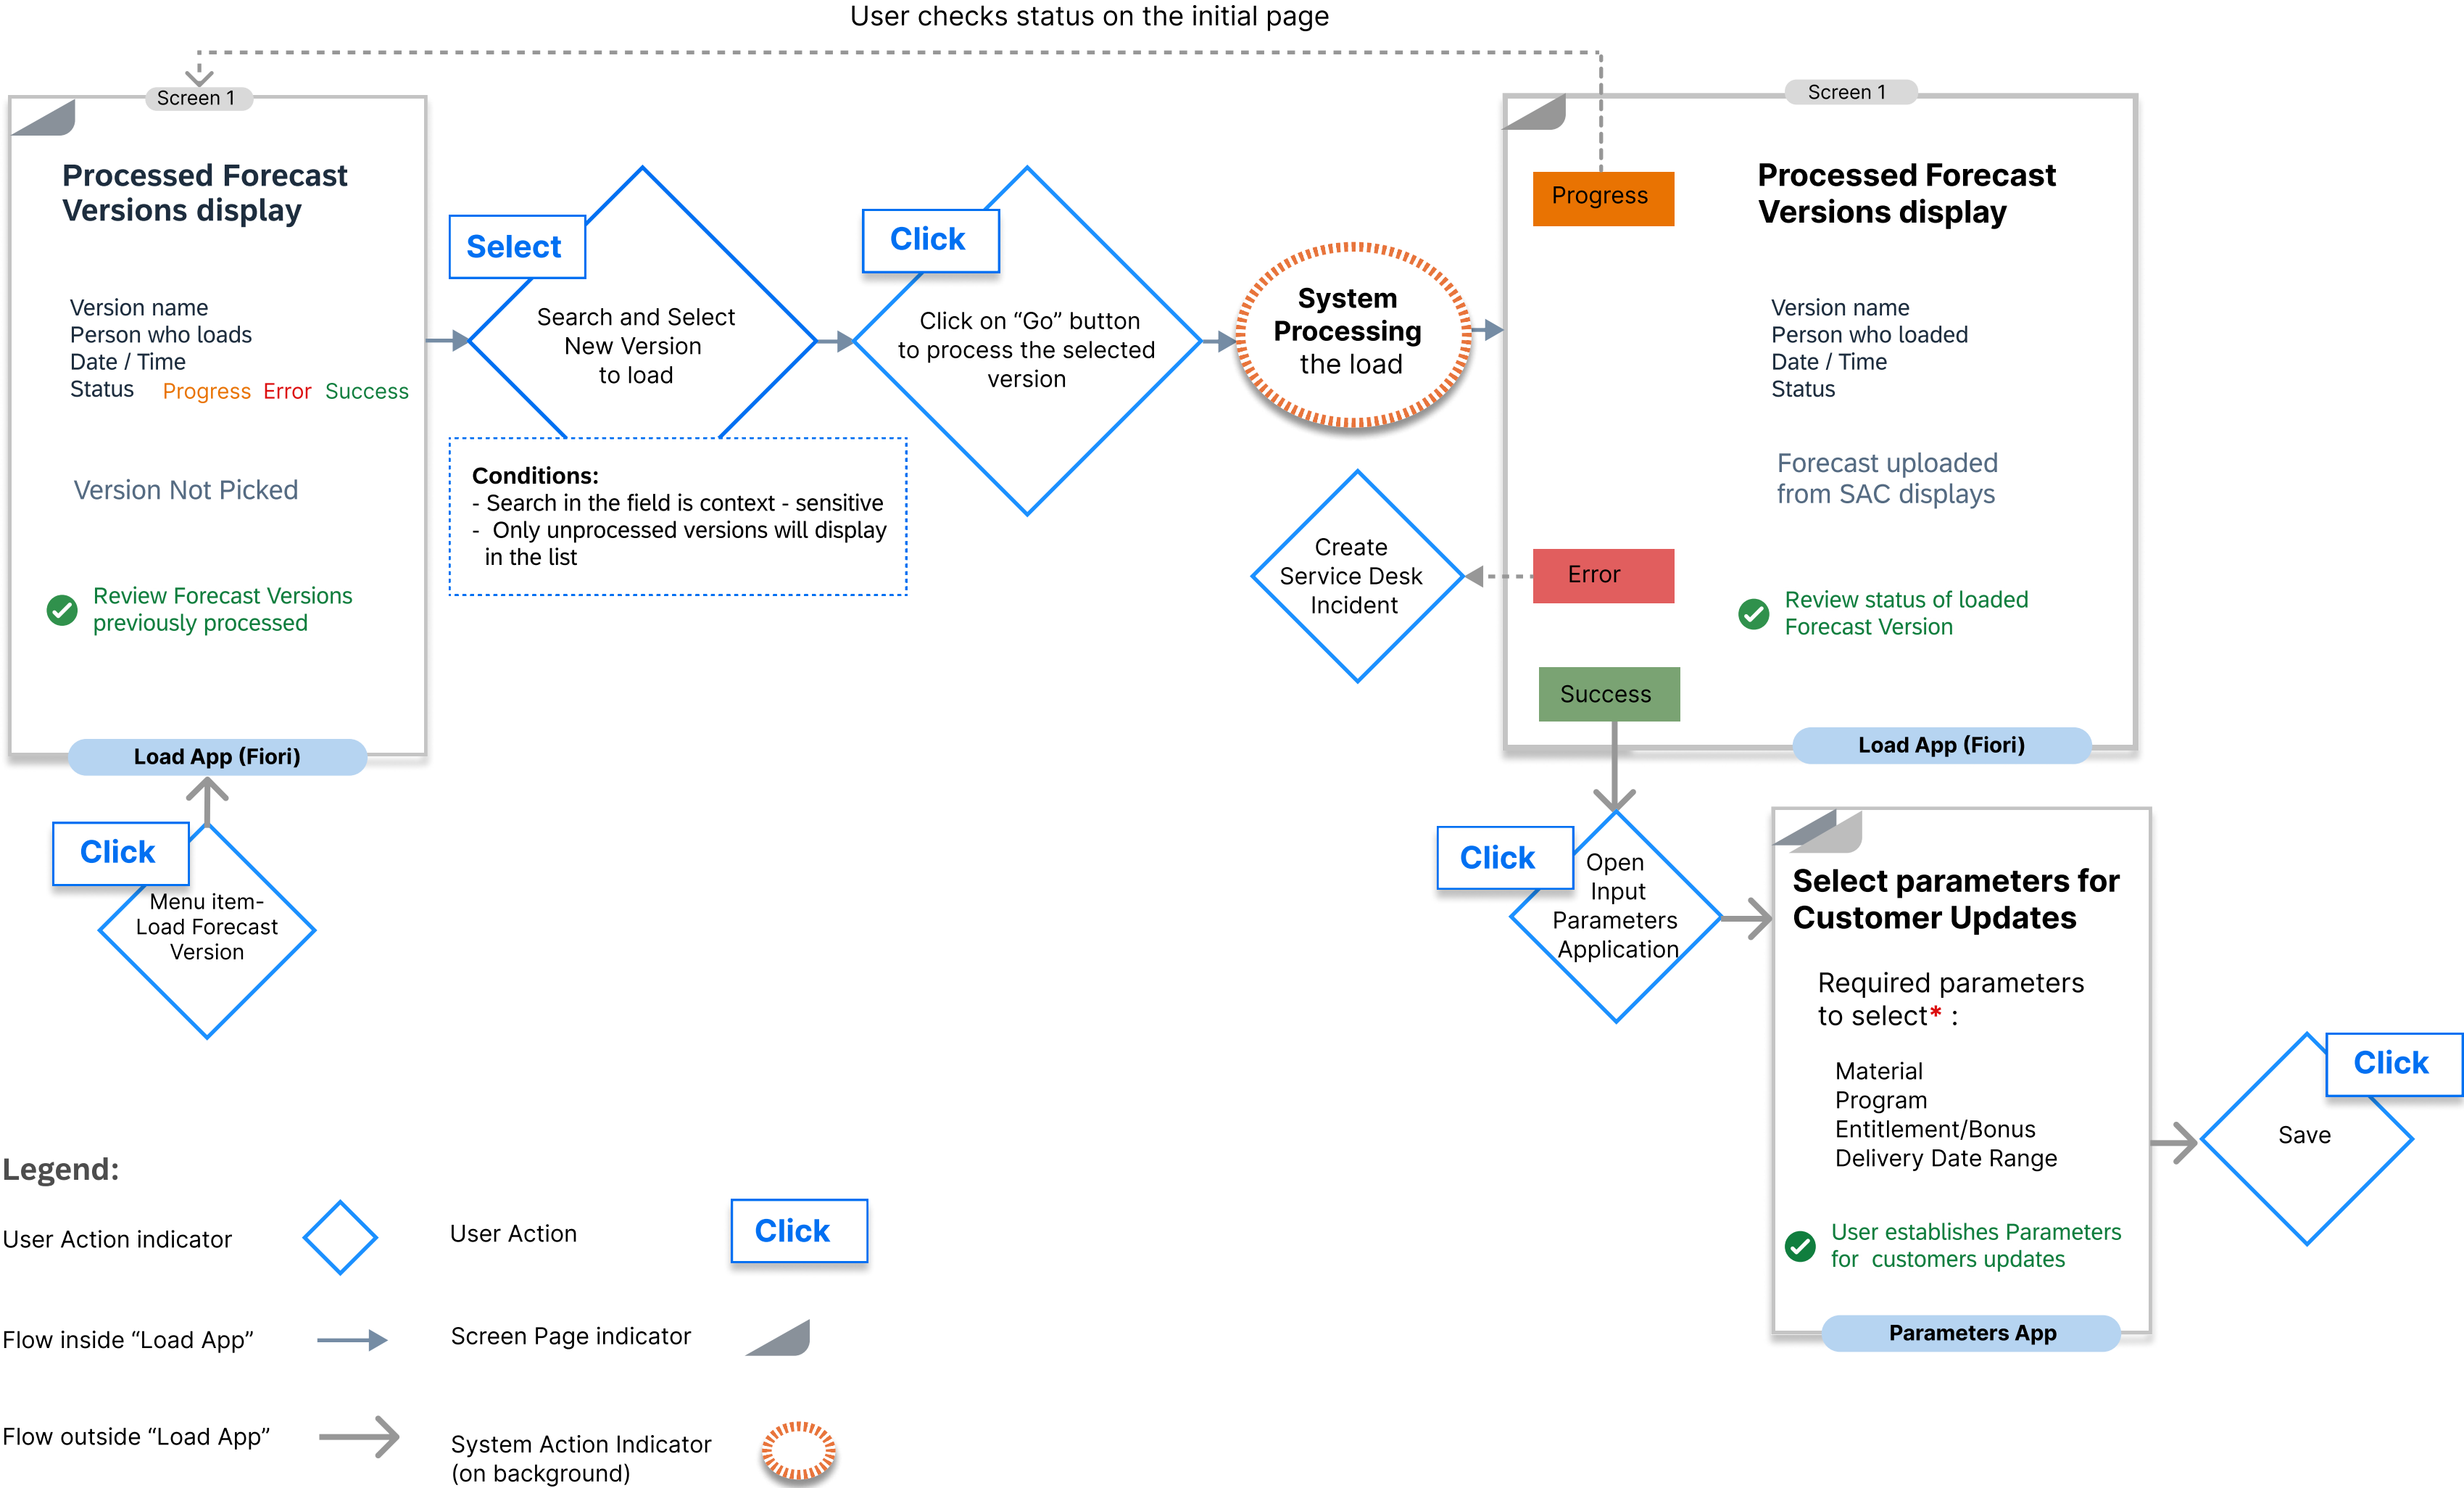 User checks status on the initial page
Screen 1
Processed Forecast
Versions display
Version name
Person who loads
Date / Time
Status Progress Error Success
Version Not Picked
Review Forecast Versions
previously processed
Load App (Fiori)
Click
Menu item-
Load Forecast
Version
Select
Search and Select
New Version
to load
Conditions:
- Search in the field is context - sensitive
- Only unprocessed versions will display
in the list
Click
Click on “Go” button
to process the selected
version
System
Processing
the load
Screen 1
Progress
Processed Forecast
Versions display
Version name
Person who loaded
Date / Time
Status
Forecast uploaded
from SAC displays
Error
Create
Service Desk
Incident
Review status of loaded
Forecast Version
Success
Load App (Fiori)
Click
Open
Input
Parameters
Application
Select parameters for
Customer Updates
Required parameters
to select* :
Material
Program
Entitlement/Bonus
Delivery Date Range
User establishes Parameters
for customers updates
Parameters App
Click
Save
Legend:
User Action indicator
User Action
Click
Flow inside “Load App”
Screen Page indicator
Flow outside “Load App”
System Action Indicator
(on background)